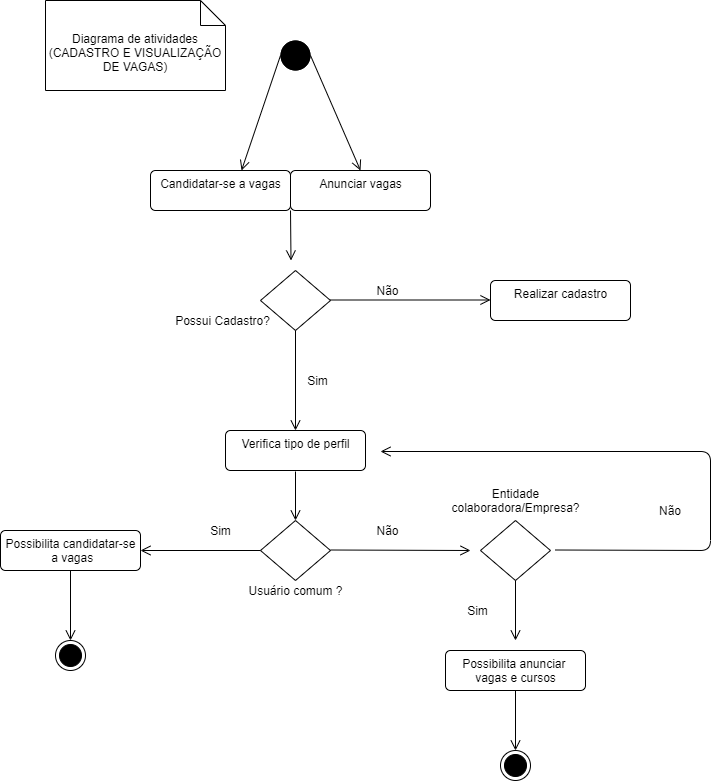 Diagrama de atividades
(CADASTRO E VISUALIZAÇÃO
DE VAGAS)
Candidatar-se a vagas
Anunciar vagas
Não
Realizar cadastro
Possui Cadastro?
Sim
Verifica tipo de perfil
Entidade
colaboradora/Empresa?
Não
Sim
Não
Possibilita candidatar-se
a vagas
Usuário comum ?
Sim
Possibilita anunciar
vagas e cursos